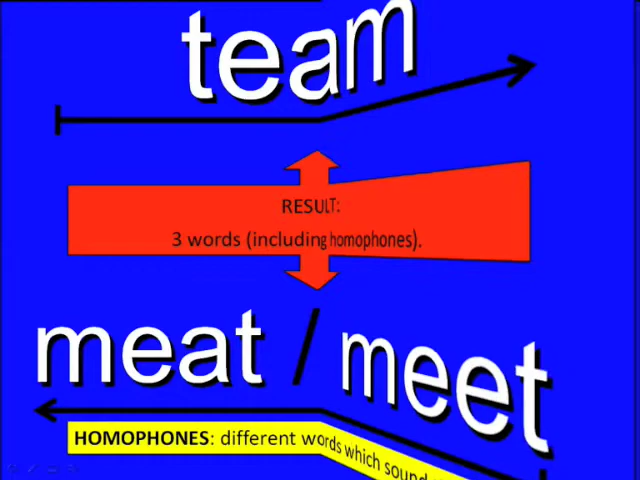 team
RESULT:
3 words (including homophones).
meat / meet
HOMOPHONES: different words which sound